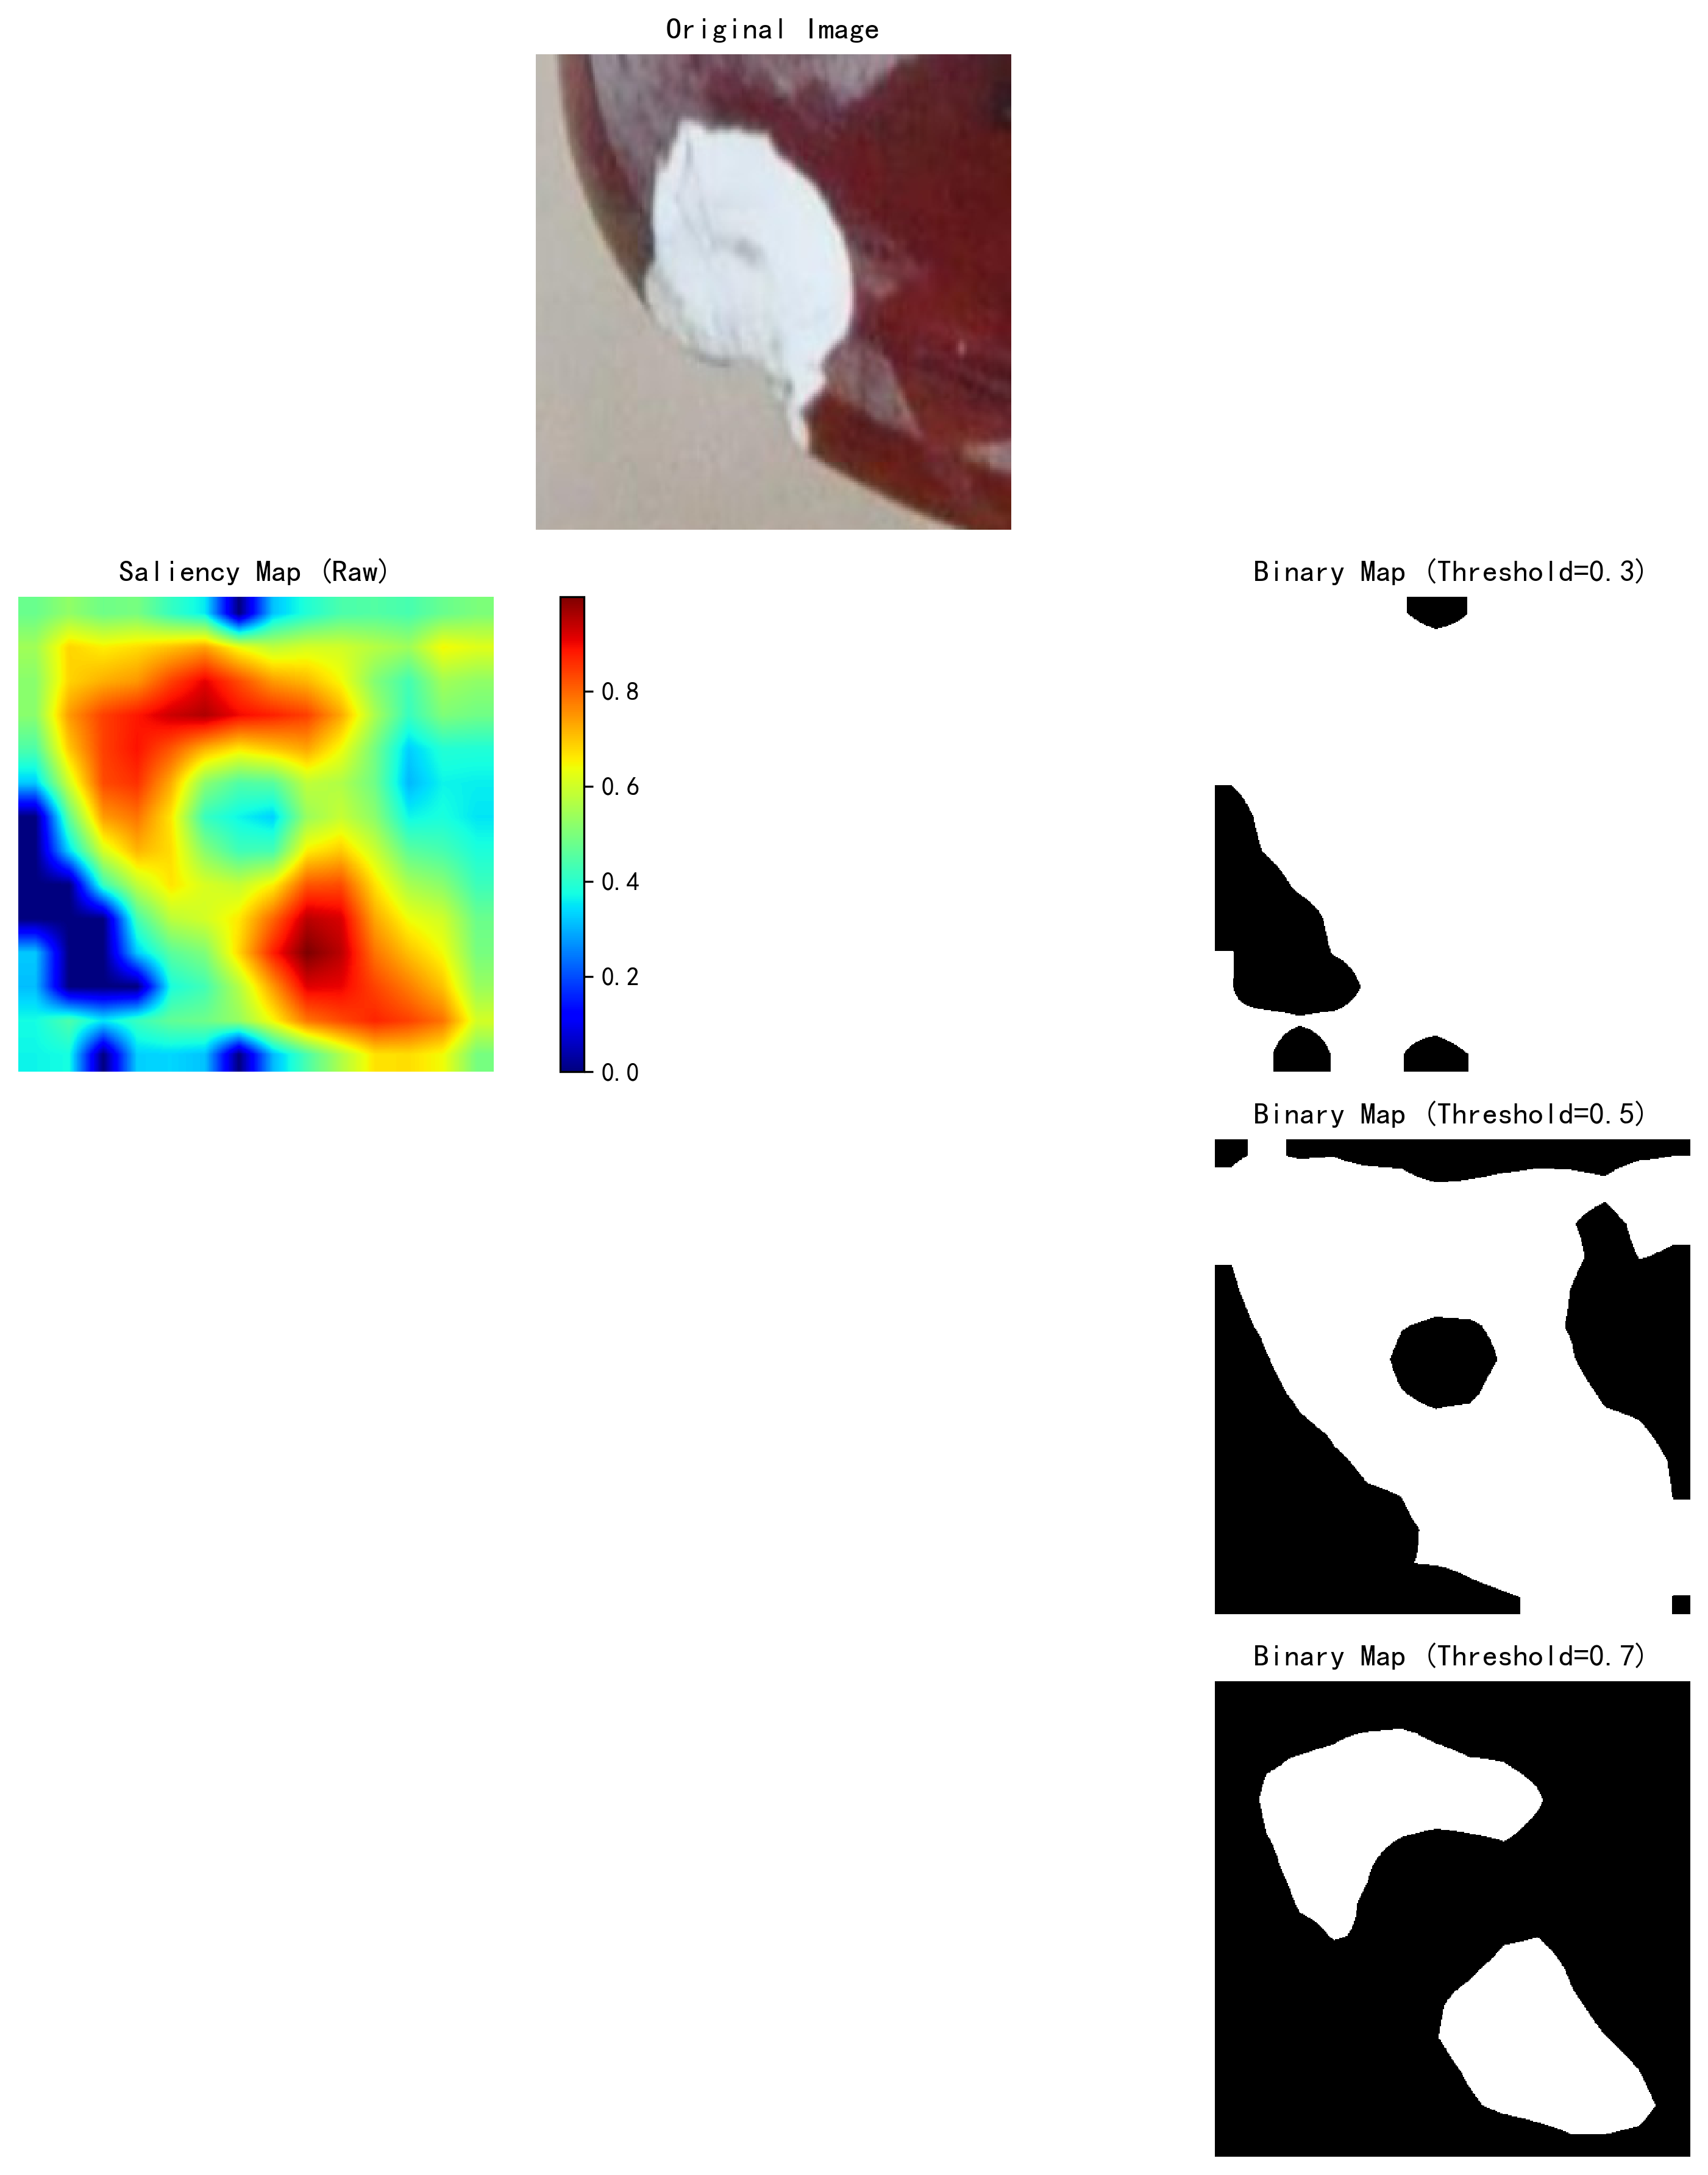 Original Image
Saliency Map (Raw)
Binary Map (Threshold=0.3)
0.8
0.6
0.4
0.2
0.0
Binary Map (Threshold=0.5)
Binary Map (Threshold=0.7)